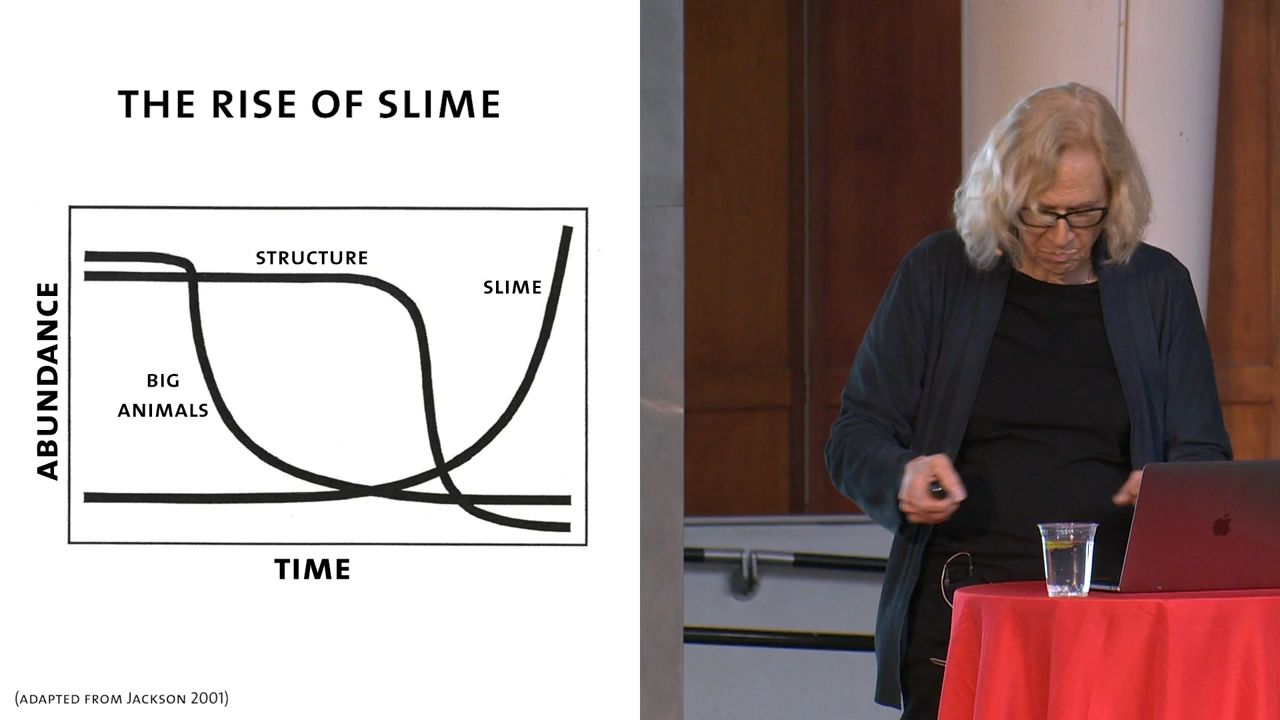 THE RISE OF SLIME
STRUCTURE
SLIME
BIG
ANIMALS
ABUNDANCE
TIME
(ADAPTED FROM JACKSON 2001)